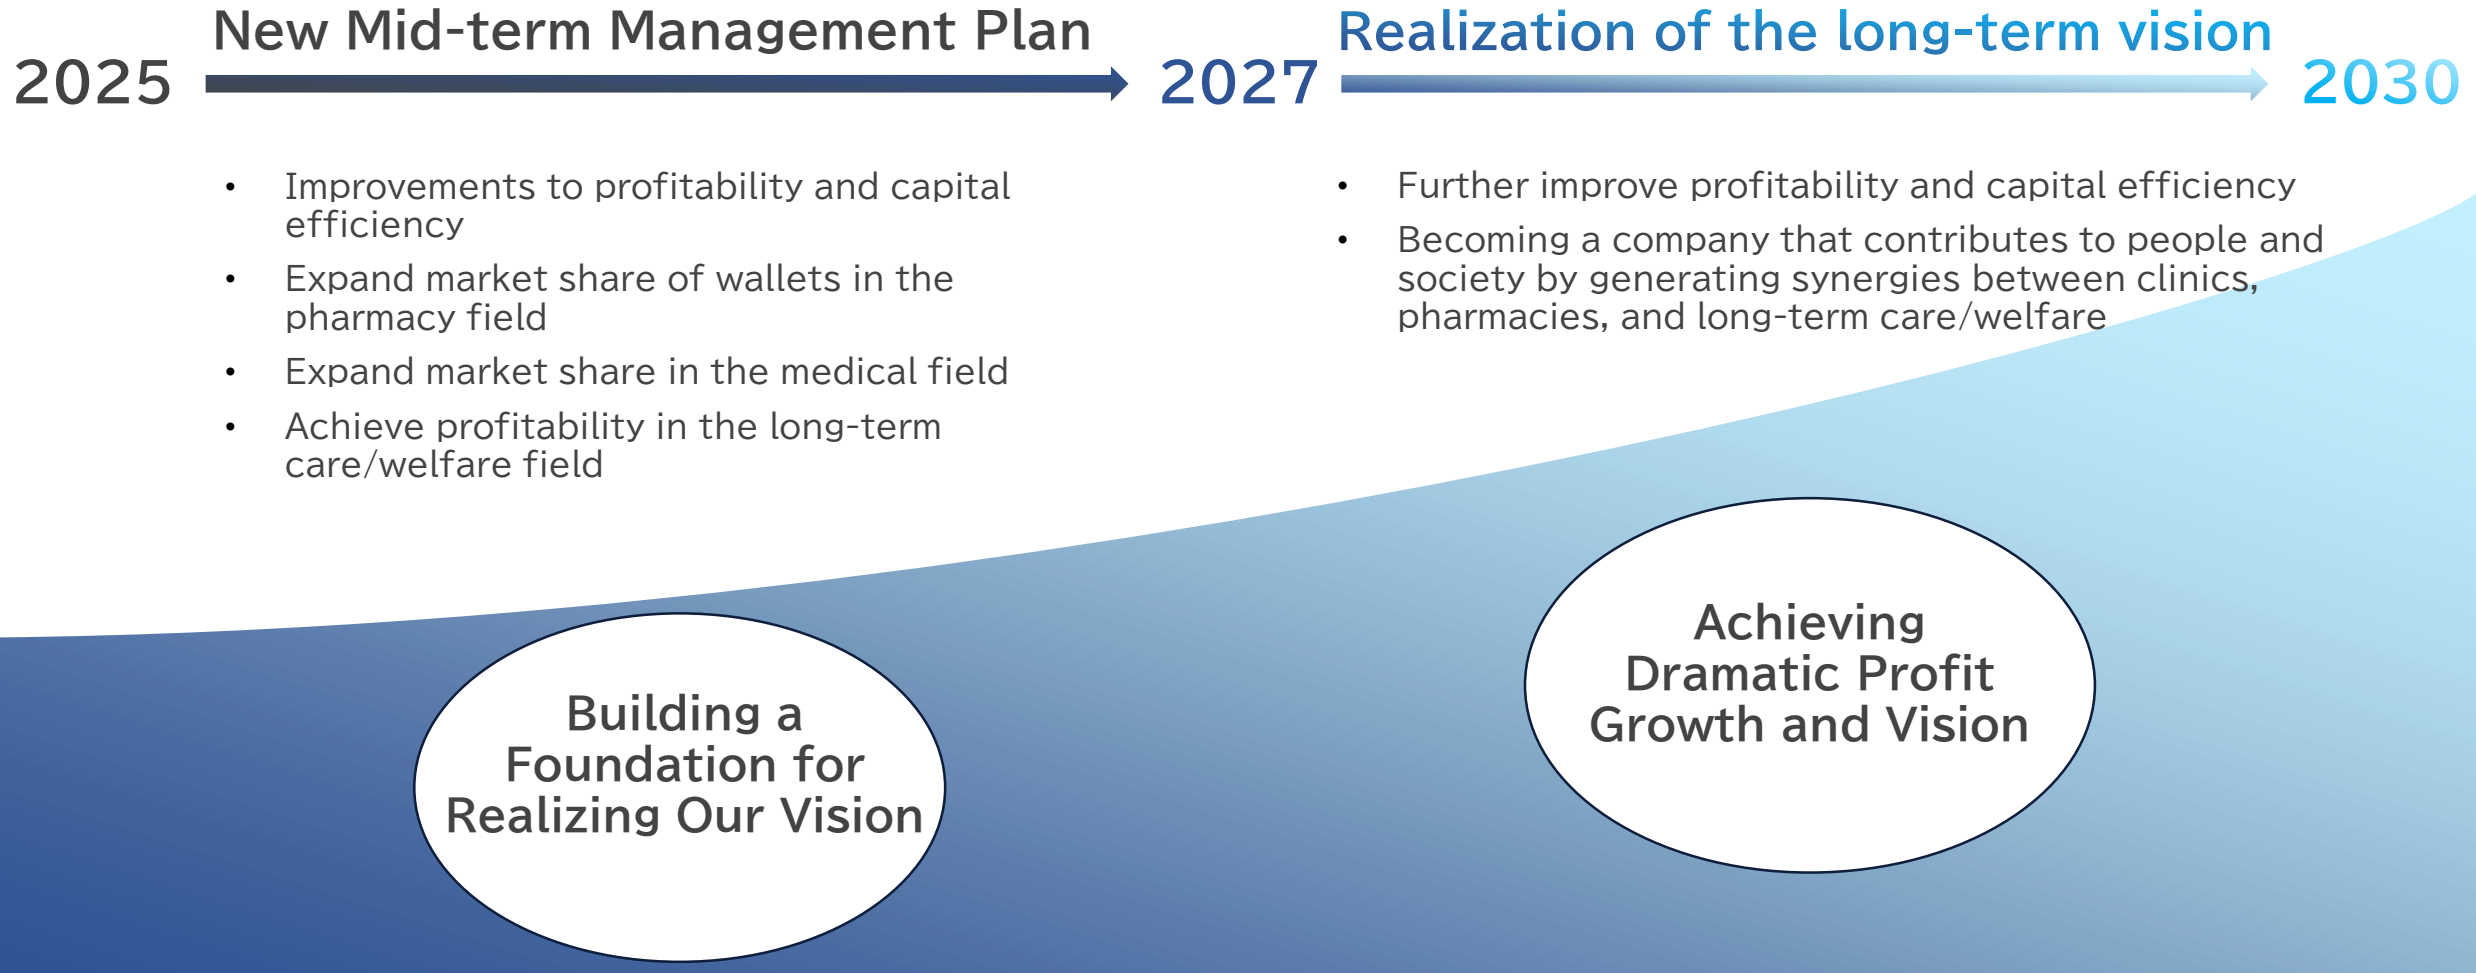 New Mid-term Management Plan
Realization of the long-term vision
2025
2027
2030
• Improvements to profitability and capital
efficiency
• Expand market share of wallets in the
pharmacy field
• Expand market share in the medical field
• Achieve profitability in the long-term
care/welfare field
• Further improve profitability and capital efficiency
• Becoming a company that contributes to people and
society by generating synergies between clinics,
pharmacies, and long-term care/welfare
Building a
Foundation for
Realizing Our Vision
Achieving
Dramatic Profit
Growth and Vision